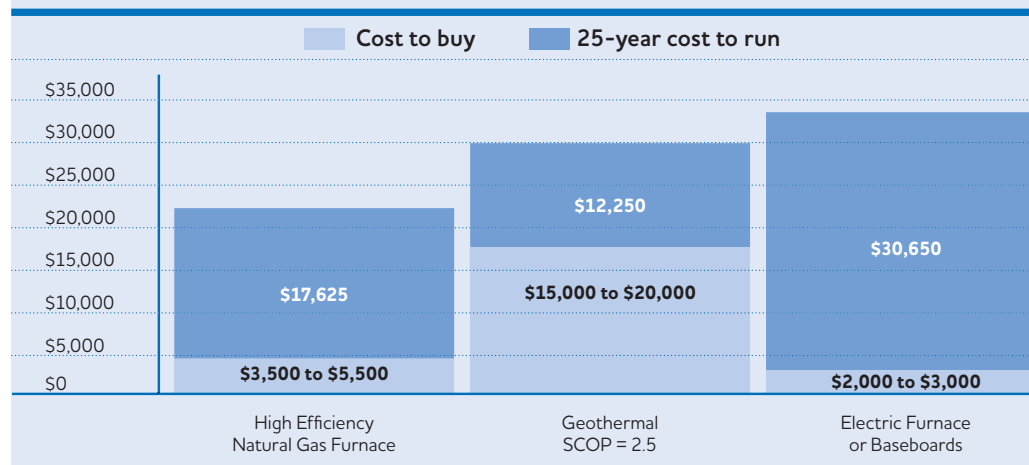 Cost to buy
25-year cost to run
$35,000
$30,000
$25,000
$20,000
$15,000
$10,000
$5,000
$0
$17,625
$3,500 to $5,500
$12,250
$15,000 to $20,000
$30,650
$2,000 to $3,000
High Efficiency
Natural Gas Furnace
Geothermal
SCOP = 2.5
Electric Furnace
or Baseboards